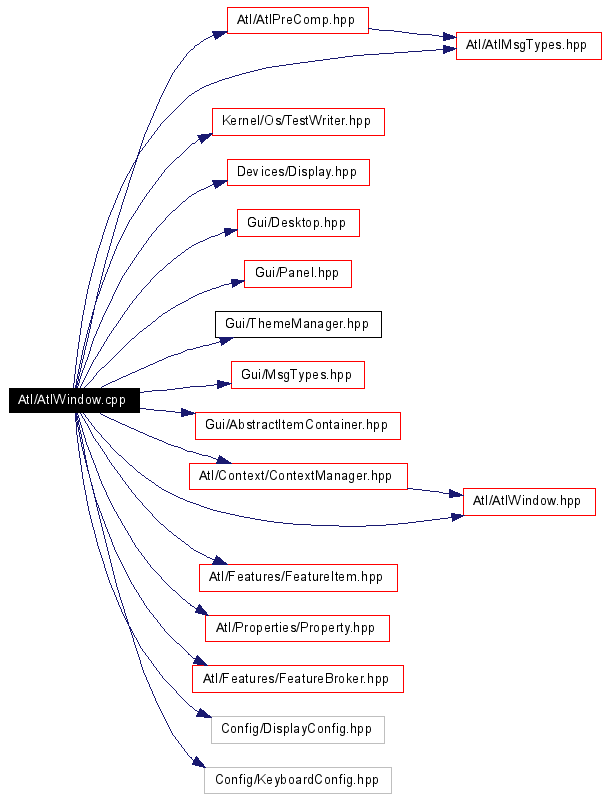 Atl/AtlPreComp.hpp
Atl/AtlMsgTypes.hpp
Kernel/Os/TestWriter.hpp
Devices/Display.hpp
Gui/Desktop.hpp
Gui/Panel.hpp
Gui/ThemeManager.hpp
Gui/MsgTypes.hpp
Atl/AtlWindow.cpp
Gui/AbstractItemContainer.hpp
Atl/Context/ContextManager.hpp
Atl/AtlWindow.hpp
Atl/Features/FeatureItem.hpp
Atl/Properties/Property.hpp
Atl/Features/FeatureBroker.hpp
Config/DisplayConfig.hpp
Config/KeyboardConfig.hpp